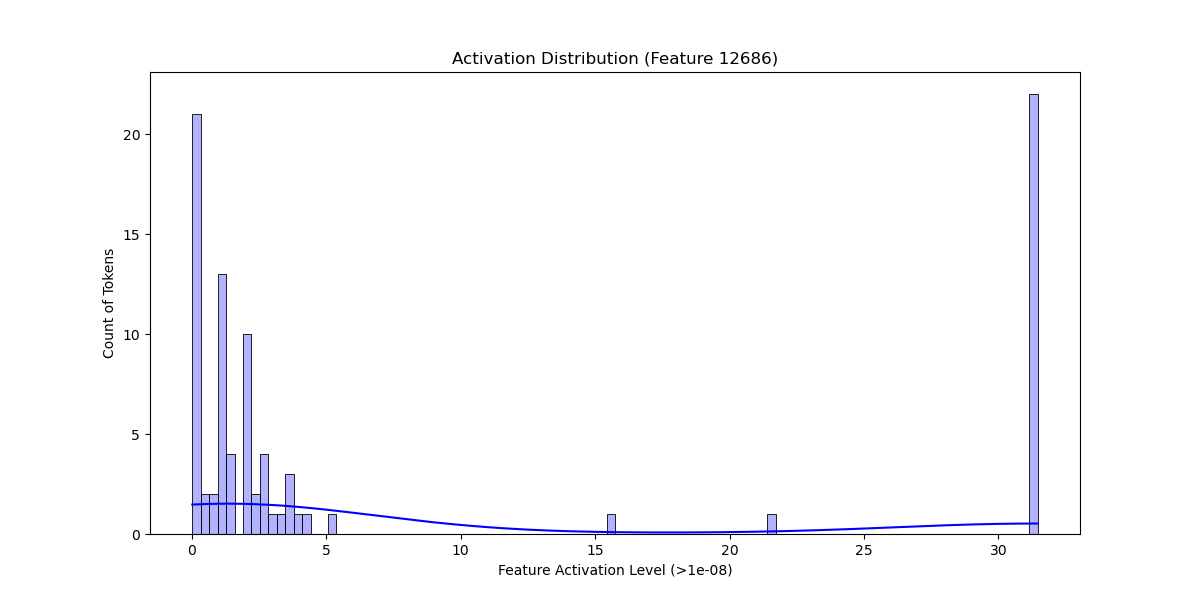 Activation Distribution (Feature 12686)
20
15
10
5
0
Count of Tokens
0 5 10 15 20 25 30
Feature Activation Level (>1e-08)